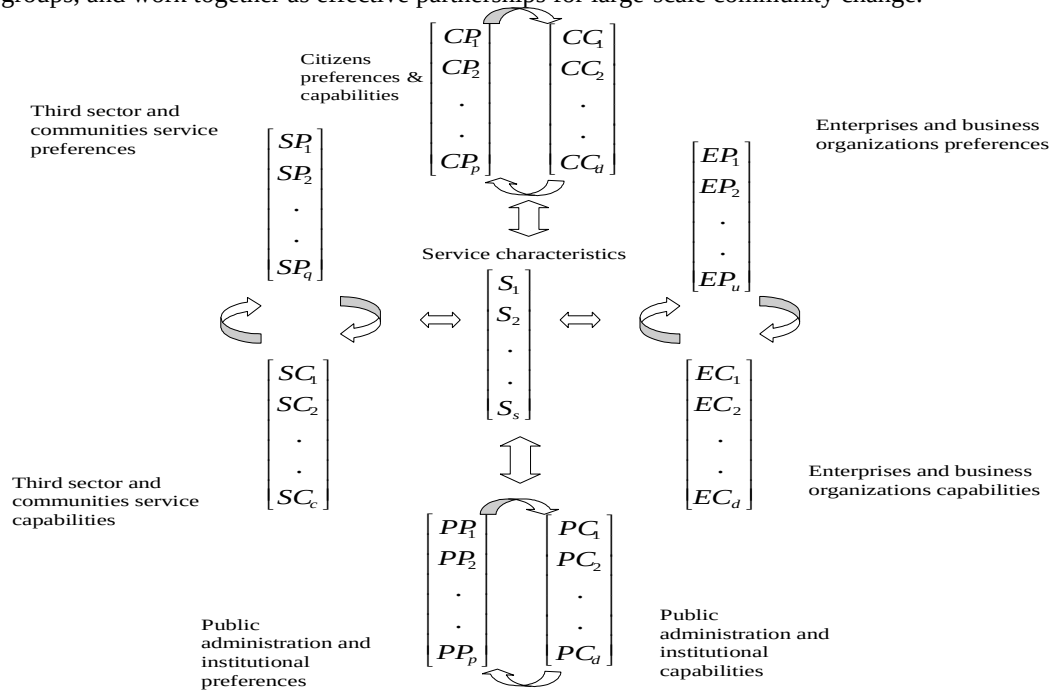 groups, and work together as effective partnerships for large-scale community change.
Citizens
preferences &
capabilities
CP1
CP2
.
.
CPp
CC1
CC2
.
.
CCd
Third sector and
communities service
preferences
SP1
SP2
.
.
SPq
Enterprises and business
organizations preferences
EP1
EP2
.
.
EPu
Service characteristics
S1
S2
.
.
Ss
SC1
SC2
.
.
SCc
Third sector and
communities service
capabilities
EC1
EC2
.
.
ECd
Enterprises and business
organizations capabilities
PP1
PP2
.
.
PPp
PC1
PC2
.
.
PCd
Public
administration and
institutional
preferences
Public
administration and
institutional
capabilities